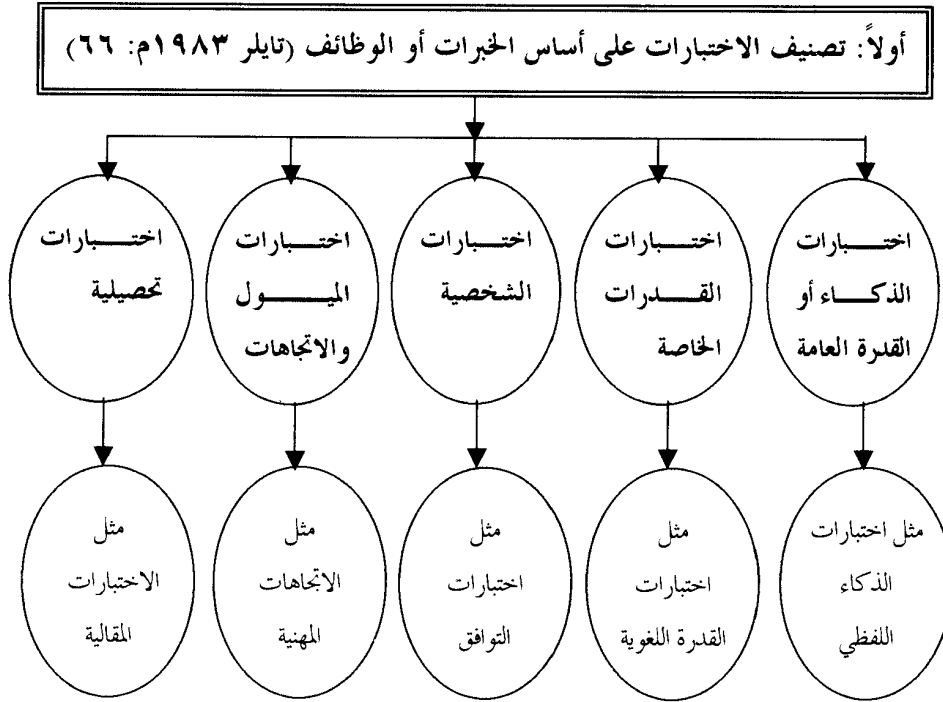 أولاً: تصنيف الاختبارات على أساس الخبرات أو الوظائف (تايلر ١٩٨٣م: ٦٦)
اختبارات
الذكاء أو
القدرة العامة
اختبارات
القدرات
الخاصة
اختبارات
الشخصية
اختبارات
الميول
والاتجاهات
اختبارات
تحصيلية
مثل اختبارات
الذكاء
اللفظي
مثل
اختبارات
القدرة اللغوية
مثل
اختبارات
التوافق
مثل
الاتجاهات
المهنية
مثل
الاختبارات
المقالية